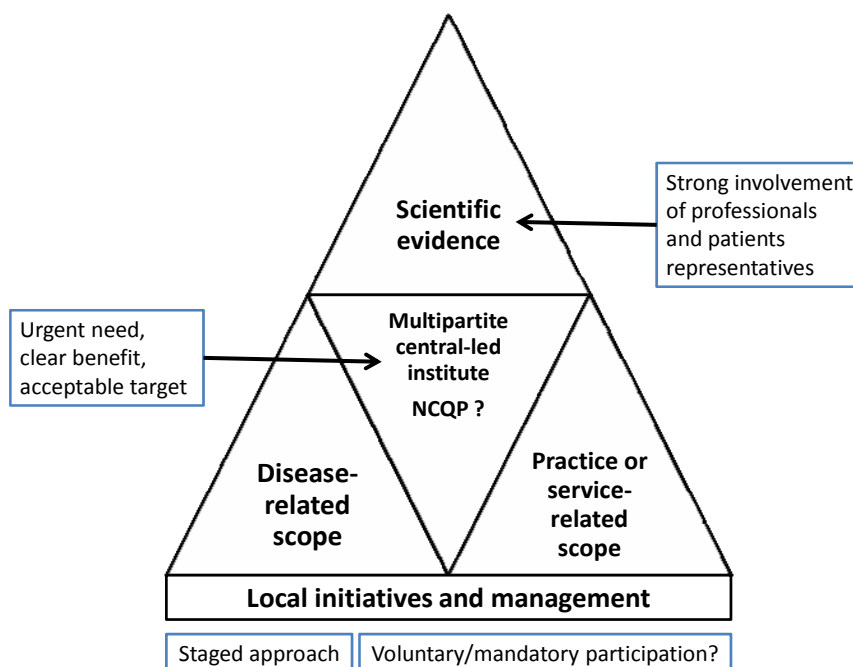 Scientific
evidence
Strong involvement
of professionals
and patients
representatives
Urgent need,
clear benefit,
acceptable target
Multipartite
central-led
institute
NCQP ?
Disease-
related
scope
Practice or
service-
related
scope
Local initiatives and management
Staged approach
Voluntary/mandatory participation?